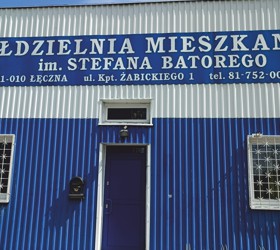 ŁDZIELNIA MIESZKAN
im. STEFANA BATOREGO
1-010 ŁĘCZNA ul. Kpt. ŻABICKIEGO 1 tel. 81-752-00